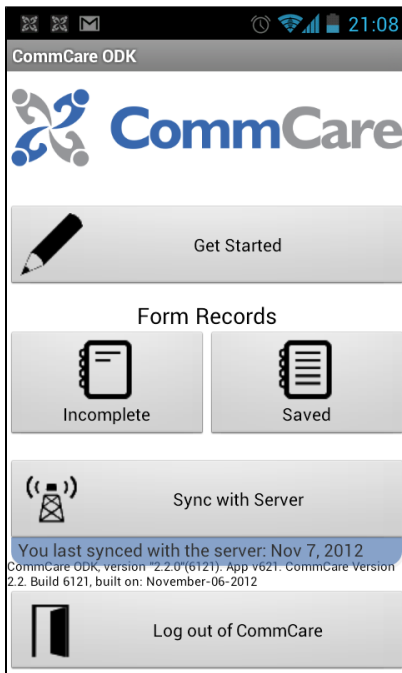 21:08
CommCare ODK
CommCare
Get Started
Form Records
Incomplete
Saved
Sync with Server
You last synced with the server: Nov 7, 2012
CommCare ODK, version "2.2.0"(6121). App v621. CommCare Version
2.2. Build 6121, built on: November-06-2012
Log out of CommCare